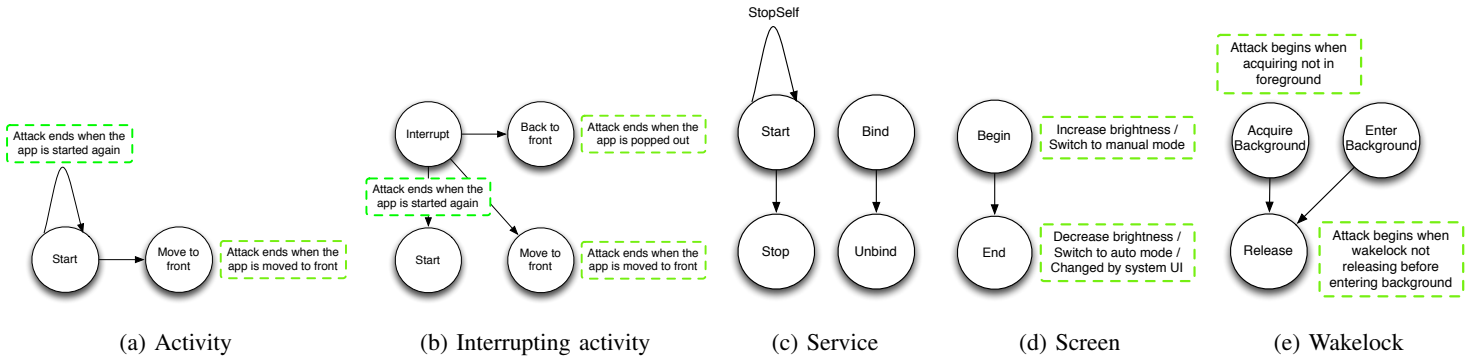 Attack ends when the
app is started again
Start
Move to
front
Attack ends when the
app is moved to front
(a) Activity
Interrupt
Back to
front
Attack ends when the
app is popped out
Attack ends when the
app is started again
Start
Move to
front
Attack ends when the
app is moved to front
(b) Interrupting activity
StopSelf
Start
Bind
Stop
Unbind
(c) Service
Begin
Increase brightness /
Switch to manual mode
End
Decrease brightness /
Switch to auto mode /
Changed by system UI
(d) Screen
Attack begins when
acquiring not in
foreground
Acquire
Background
Enter
Background
Release
Attack begins when
wakelock not
releasing before
entering background
(e) Wakelock